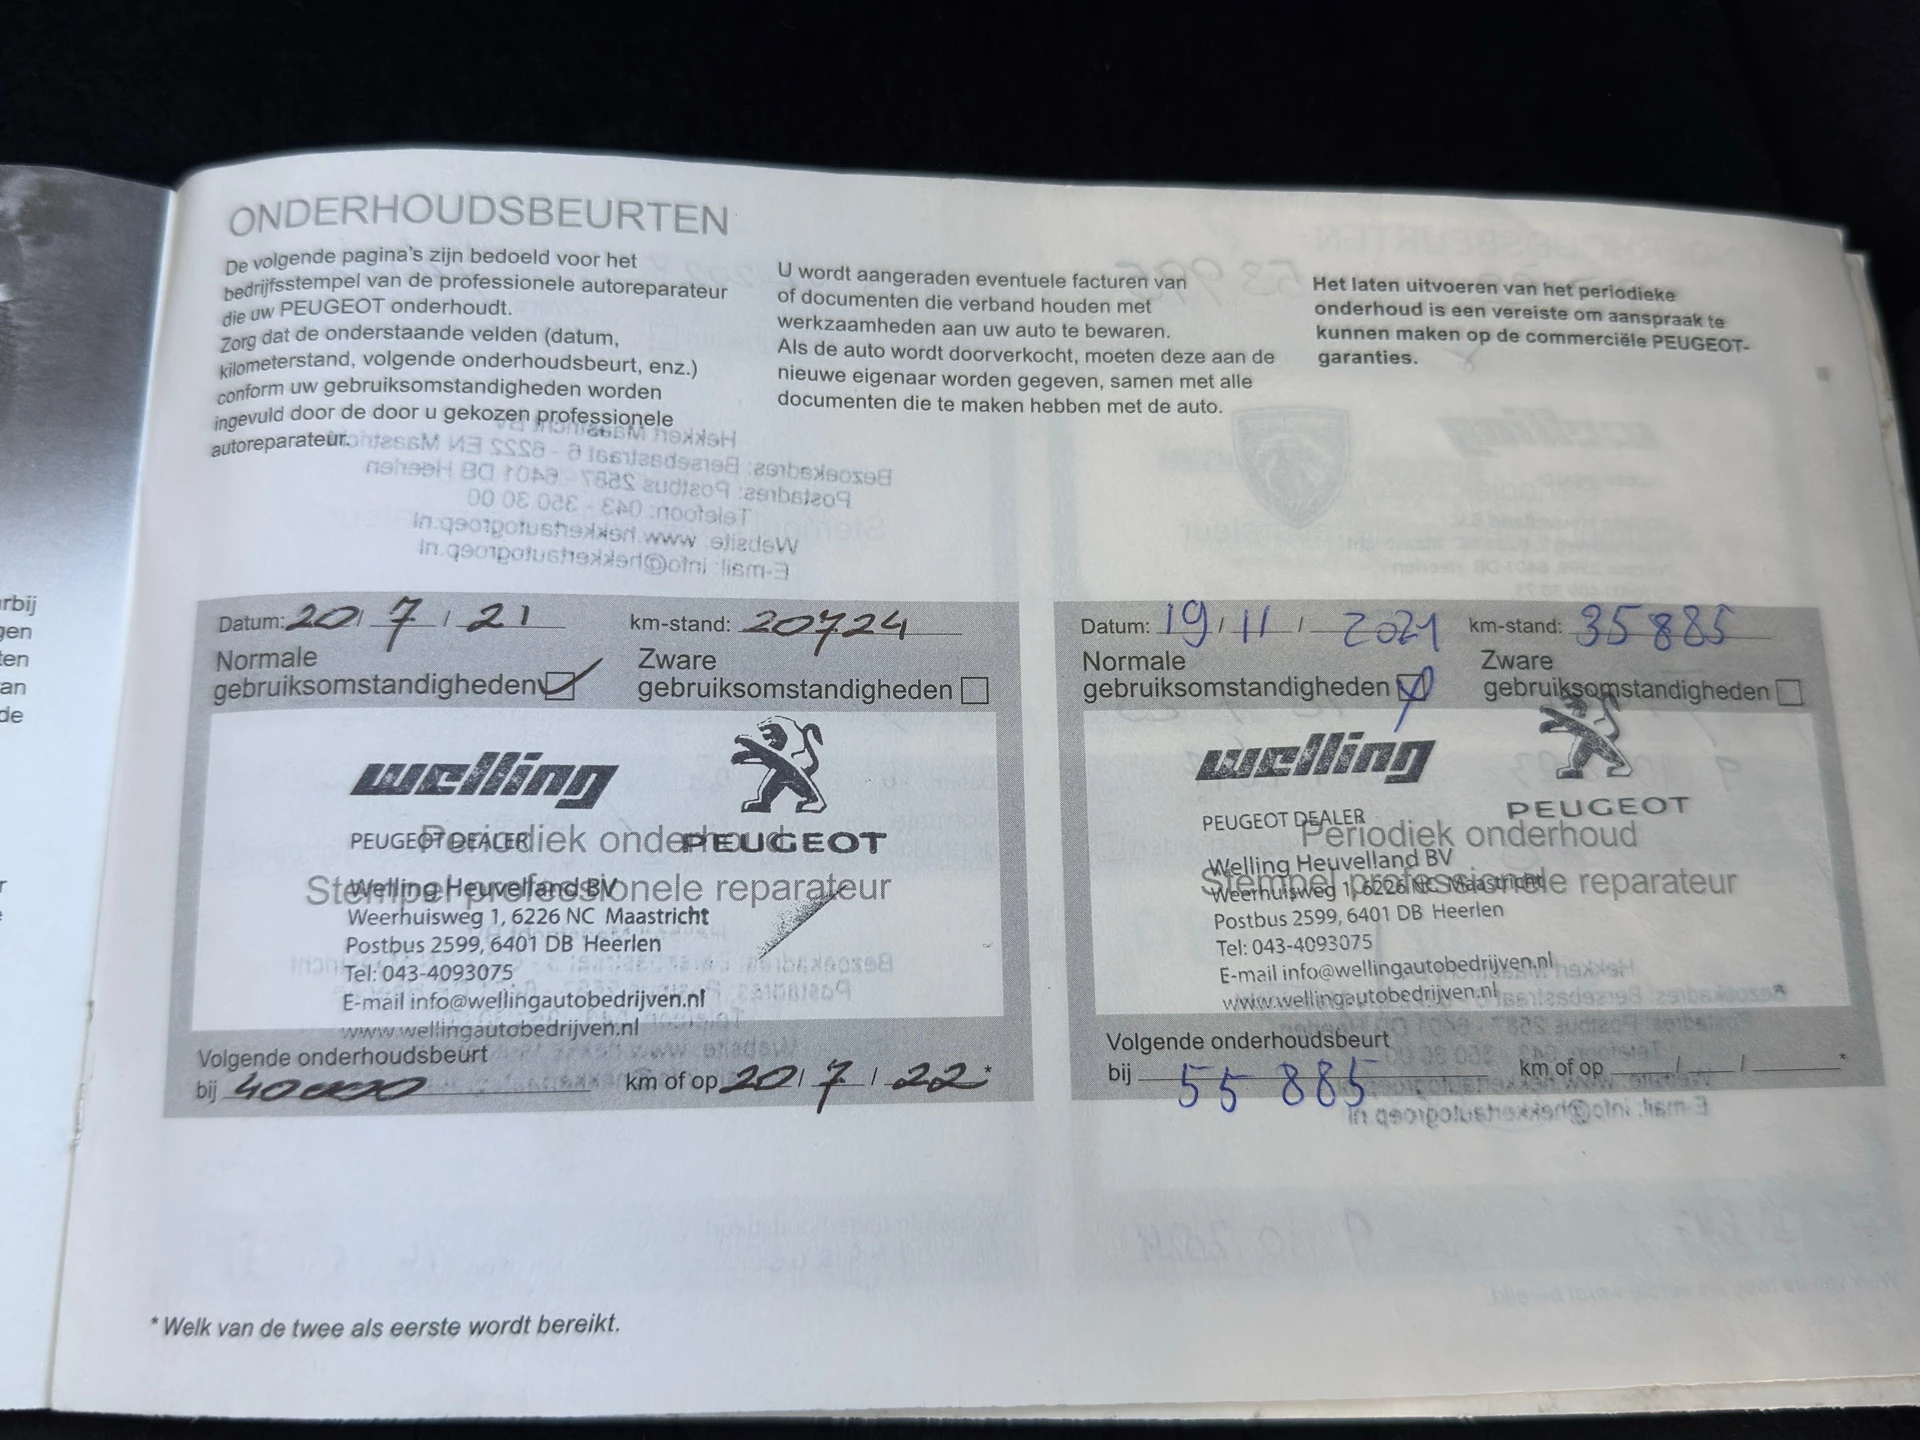 ONDERHOUDSBEURTEN
De volgende pagina's zijn bedoeld voor het
bedrijfsstempel van de professionele autoreparateur
die uw PEUGEOT onderhoudt.
Zorg dat de onderstaande velden (datum,
kilometerstand, volgende onderhoudsbeurt, enz.)
conform uw gebruiksomstandigheden worden
ingevuld door de door u gekozen professionele
autoreparateur.
U wordt aangeraden eventuele facturen van
of documenten die verband houden met
werkzaamheden aan uw auto te bewaren.
Als de auto wordt doorverkocht, moeten deze aan de
nieuwe eigenaar worden gegeven, samen met alle
documenten die te maken hebben met de auto.
Het laten uitvoeren van het periodieke
onderhoud is een vereiste om aanspraak te
kunnen maken op de commerciële PEUGEOT-
garanties.
Datum: 20 / 7 / 21 km-stand: 20724
Normale
gebruiksomstandigheden
Zware
gebruiksomstandigheden
welling
PEUGEOT DEALER
PEUGEOT
Periodiek onderhoud
Stempel professionele reparateur
Welling Heuvelland BV
Weerhuisweg 1, 6226 NC Maastricht
Postbus 2599, 6401 DB Heerlen
Tel: 043-4093075
E-mail info@wellingautobedrijven.nl
www.wellingautobedrijven.nl
Volgende onderhoudsbeurt
bij 40000 km of op 20 / 7 / 22 *
Datum: 19 / 11 / 2021 km-stand: 35885
Normale
gebruiksomstandigheden
Zware
gebruiksomstandigheden
welling
PEUGEOT DEALER
PEUGEOT
Periodiek onderhoud
Stempel professionele reparateur
Welling Heuvelland BV
Weerhuisweg 1, 6226 NC Maastricht
Postbus 2599, 6401 DB Heerlen
Tel: 043-4093075
E-mail info@wellingautobedrijven.nl
www.wellingautobedrijven.nl
Volgende onderhoudsbeurt
bij 55 885 km of op / / *
* Welk van de twee als eerste wordt bereikt.